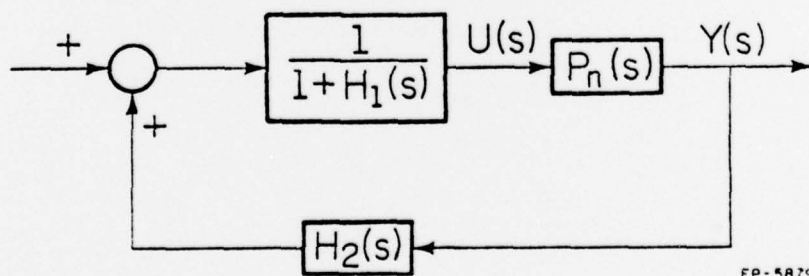 +
1
1+H₁(s)
U(s)
Pₙ(s)
Y(s)
+
H₂(s)